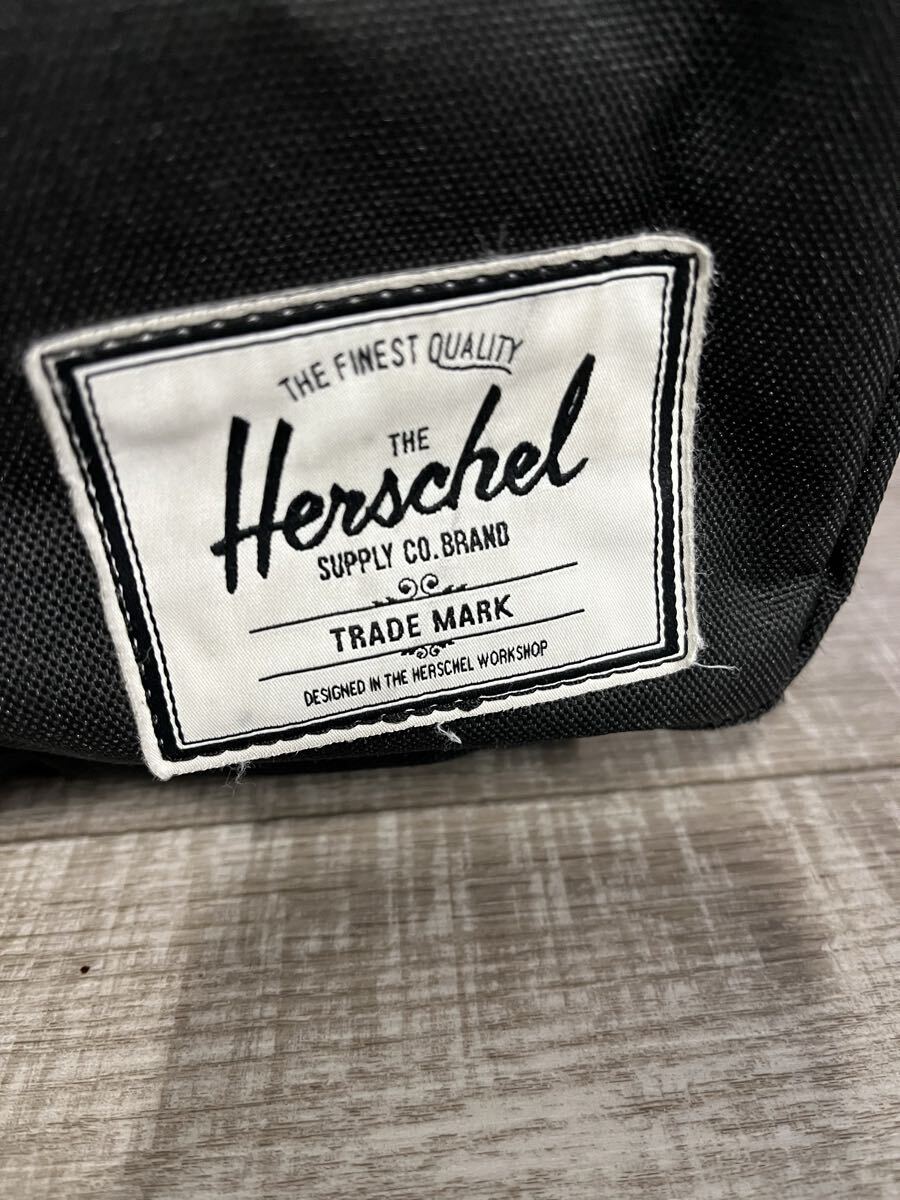 THE FINEST QUALITY
THE
Herschel
SUPPLY CO. BRAND
TRADE MARK
DESIGNED IN THE HERSCHEL WORKSHOP